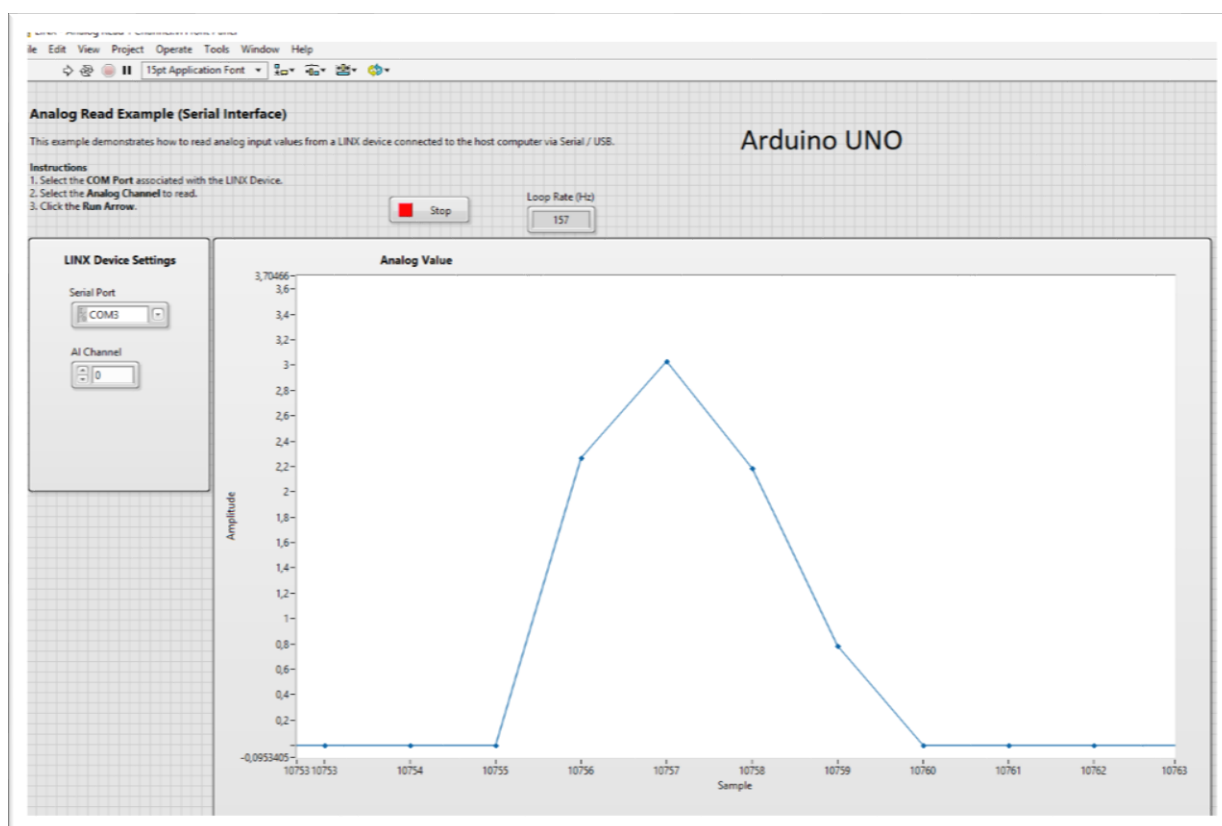 File Edit View Project Operate Tools Window Help
15pt Application Font
Analog Read Example (Serial Interface)
This example demonstrates how to read analog input values from a LINX device connected to the host computer via Serial / USB.
Arduino UNO
Instructions
1. Select the COM Port associated with the LINX Device.
2. Select the Analog Channel to read.
3. Click the Run Arrow.
Stop
Loop Rate (Hz)
157
LINX Device Settings
Serial Port
COM3
AI Channel
0
Analog Value
3,70466
3,6
3,4
3,2
3
2,8
2,6
2,4
2,2
2
1,8
1,6
1,4
1,2
1
0,8
0,6
0,4
0,2
-0,0953405
Amplitude
10753 10753 10754 10755 10756 10757 10758 10759 10760 10761 10762 10763
Sample